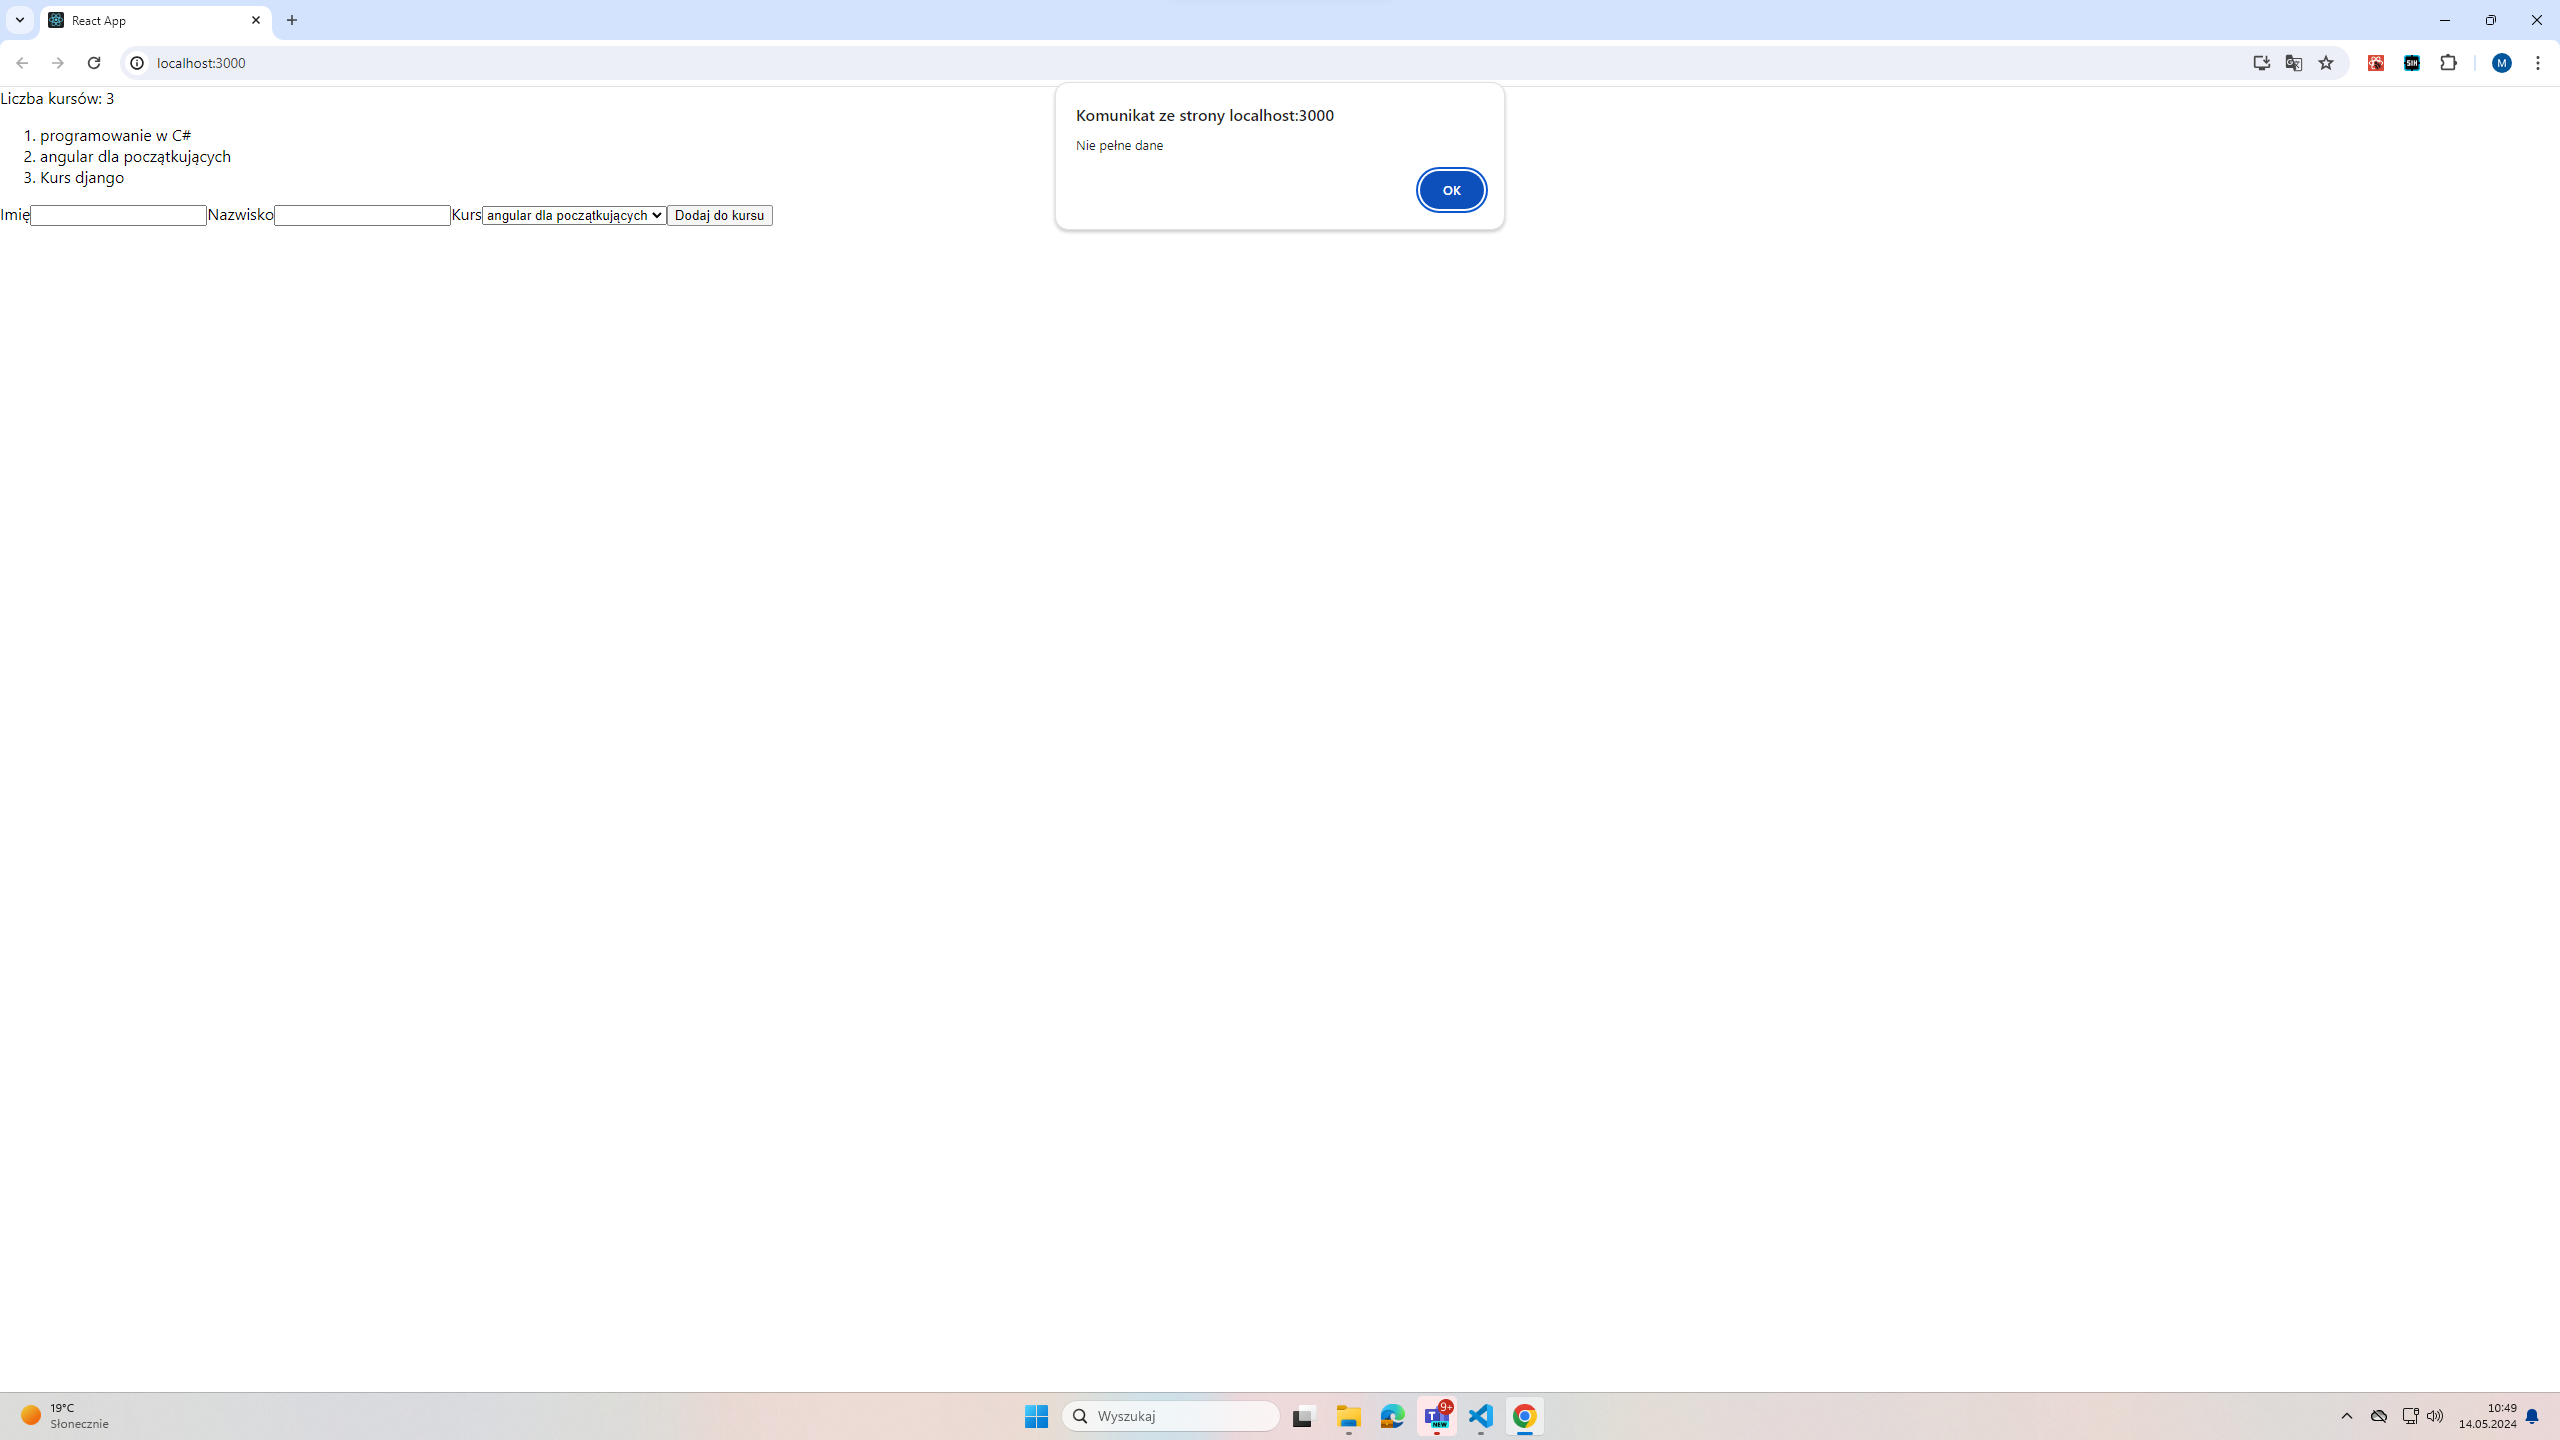 React App
localhost:3000
M
Liczba kursów: 3
1. programowanie w C#
2. angular dla początkujących
3. Kurs django
Imię Nazwisko Kurs angular dla początkujących Dodaj do kursu
Komunikat ze strony localhost:3000
Nie pełne dane
OK
19°C
Słonecznie
Wyszukaj
9+
T
NEW
10:49
14.05.2024